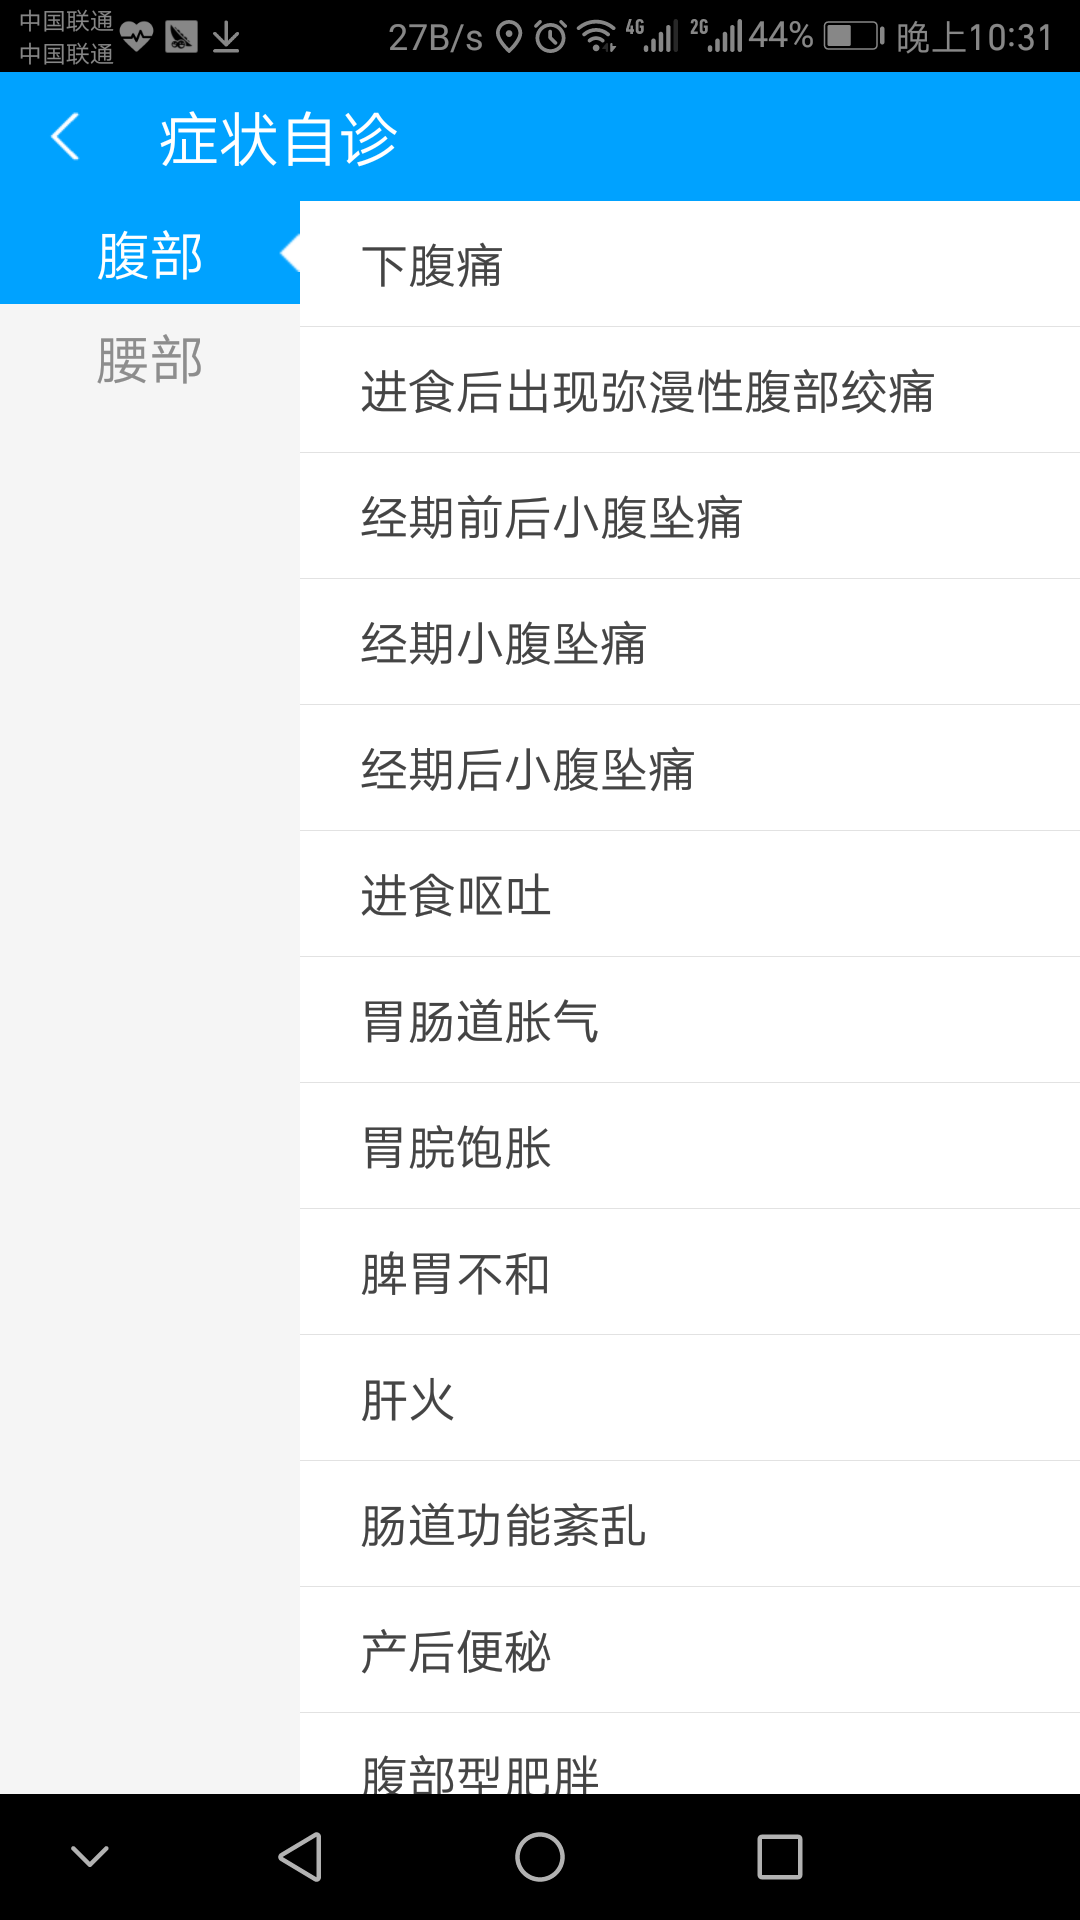 中国联通
中国联通
27B/s 4G 2G 44% 晚上10:31
症状自诊
腹部
腰部
下腹痛
进食后出现弥漫性腹部绞痛
经期前后小腹坠痛
经期小腹坠痛
经期后小腹坠痛
进食呕吐
胃肠道胀气
胃脘饱胀
脾胃不和
肝火
肠道功能紊乱
产后便秘
腹部型肥胖